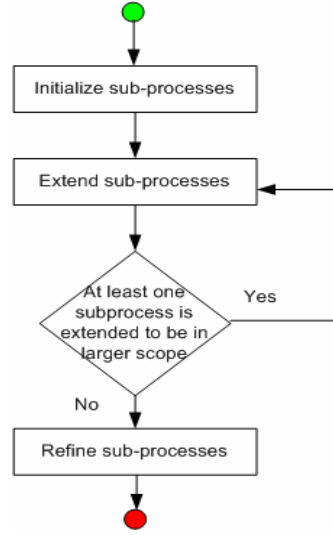 Initialize sub-processes
Extend sub-processes
At least one
subprocess is
extended to be in
larger scope
Yes
No
Refine sub-processes